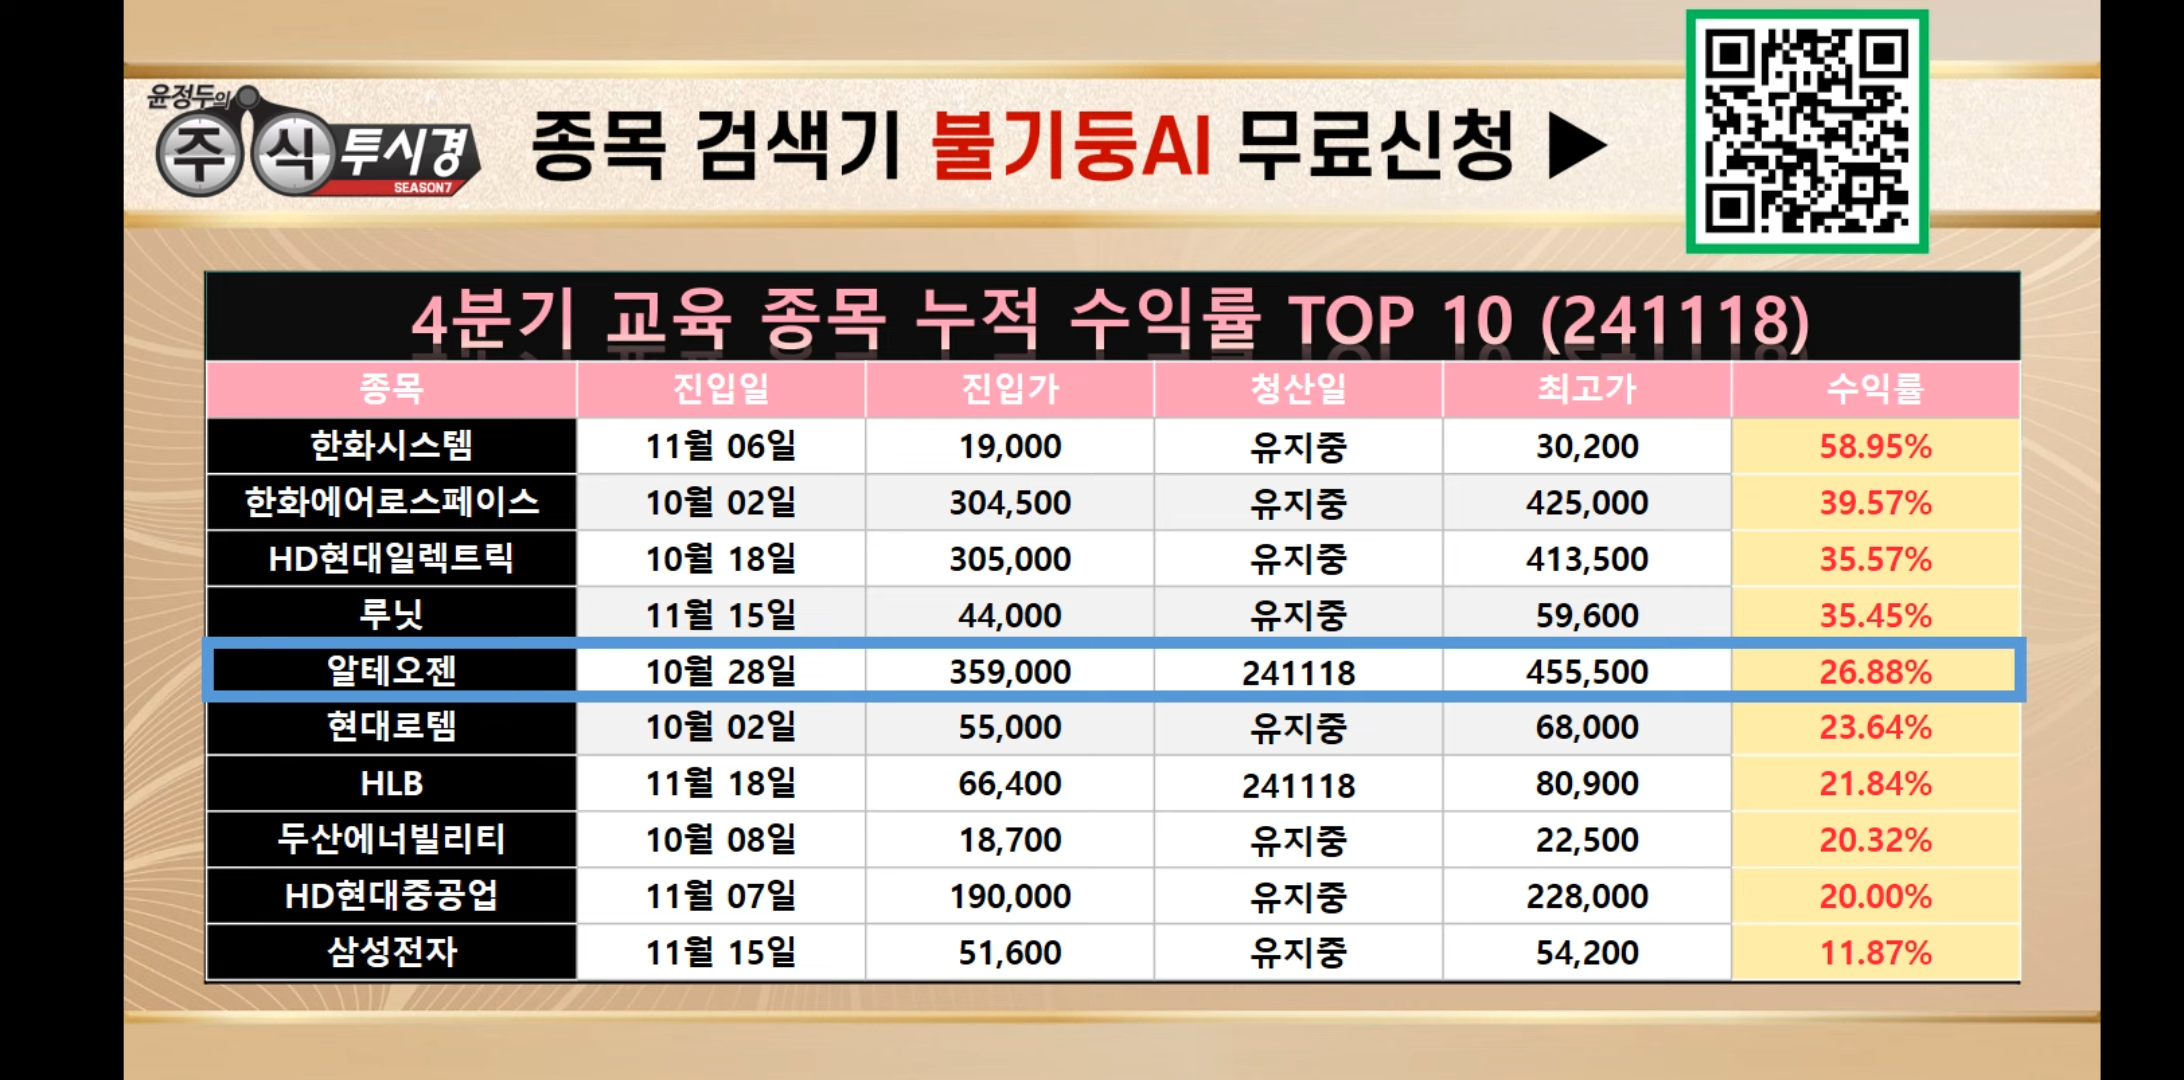 윤정두의
주식투시경
SEASON7
종목 검색기 불기둥AI 무료신청 ▶
4분기 교육 종목 누적 수익률 TOP 10 (241118)
종목 진입일 진입가 청산일 최고가 수익률
한화시스템 11월 06일 19,000 유지중 30,200 58.95%
한화에어로스페이스 10월 02일 304,500 유지중 425,000 39.57%
HD현대일렉트릭 10월 18일 305,000 유지중 413,500 35.57%
루닛 11월 15일 44,000 유지중 59,600 35.45%
알테오젠 10월 28일 359,000 241118 455,500 26.88%
현대로템 10월 02일 55,000 유지중 68,000 23.64%
HLB 11월 18일 66,400 241118 80,900 21.84%
두산에너빌리티 10월 08일 18,700 유지중 22,500 20.32%
HD현대중공업 11월 07일 190,000 유지중 228,000 20.00%
삼성전자 11월 15일 51,600 유지중 54,200 11.87%